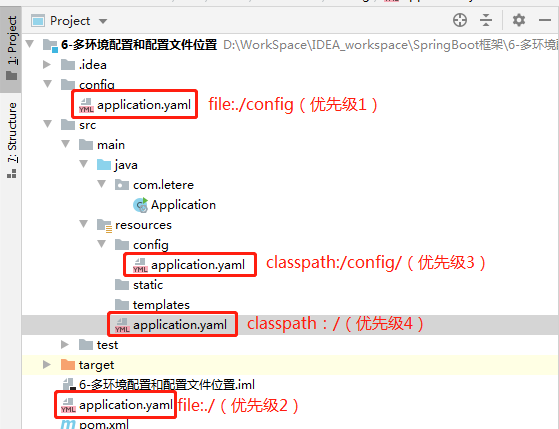 1: Project
7: Structure
Project
6-多环境配置和配置文件位置 D:\WorkSpace\IDEA_workspace\SpringBoot框架\6-多环境
.idea
config
YML application.yaml file:./config（优先级1）
src
main
java
com.letere
Application
resources
config
YML application.yaml classpath:/config/（优先级3）
static
templates
YML application.yaml classpath：/（优先级4）
test
target
6-多环境配置和配置文件位置.iml
YML application.yaml file:./（优先级2）
pom.xml